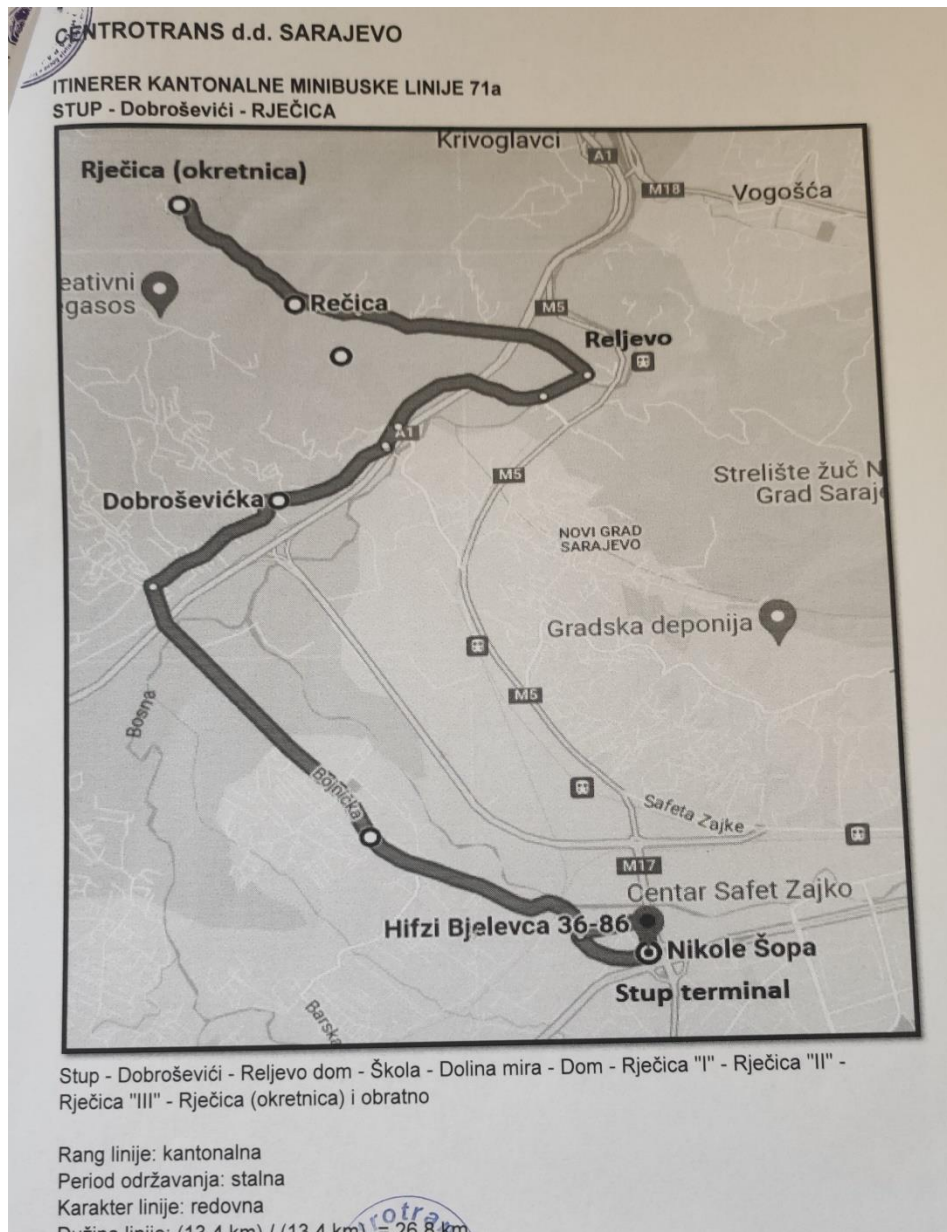 CENTROTRANS d.d. SARAJEVO
ITINERER KANTONALNE MINIBUSKE LINIJE 71a
STUP - Dobroševići - RJEČICA
Krivoglavci
A1
M18
Vogošća
Rječica (okretnica)
eativni
gasos
Rečica
M5
Reljevo
A1
Dobroševićka
M5
Strelište žuč N
Grad Saraje
NOVI GRAD
SARAJEVO
Gradska deponija
M5
Bosna
Bojnička
Safeta Zajke
M17
Centar Safet Zajko
Hifzi Bjelevca 36-86
Nikole Šopa
Stup terminal
Barska
Stup - Dobroševići - Reljevo dom - Škola - Dolina mira - Dom - Rječica "I" - Rječica "II" -
Rječica "III" - Rječica (okretnica) i obratno
Rang linije: kantonalna
Period održavanja: stalna
Karakter linije: redovna
Dužina linije: (13,4 km) / (13,4 km) = 26,8 km
otra